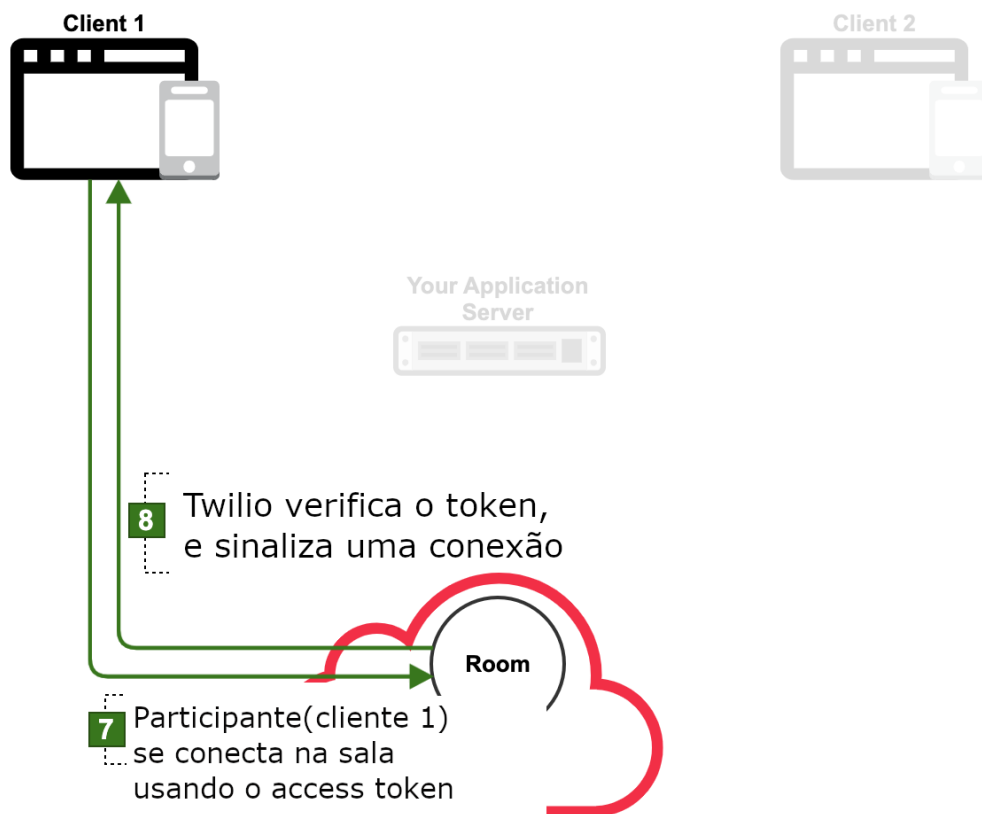 Client 1
Client 2
Your Application
Server
8
Twilio verifica o token,
e sinaliza uma conexão
Room
7
Participante(cliente 1)
se conecta na sala
usando o access token